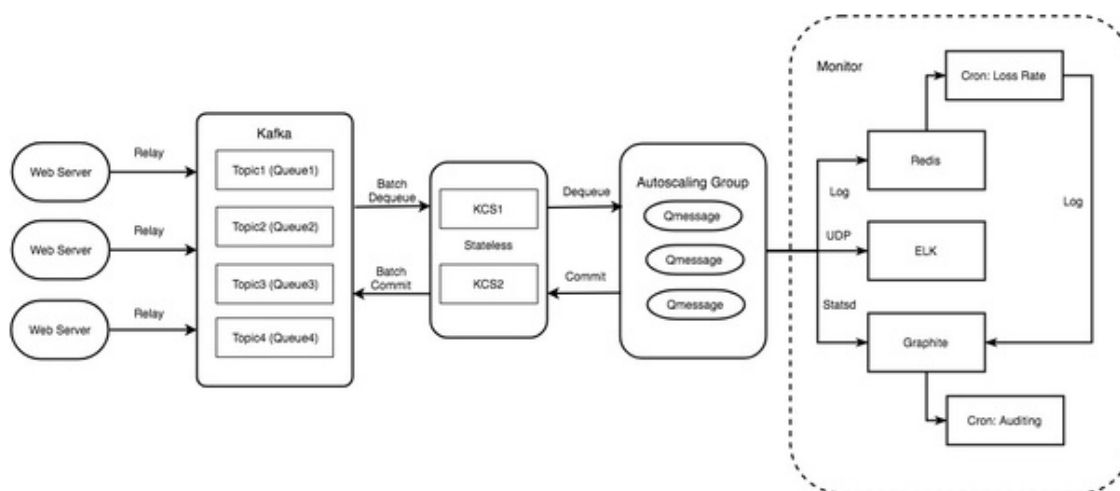 Web Server
Relay
Web Server
Relay
Web Server
Relay
Kafka
Topic1 (Queue1)
Topic2 (Queue2)
Topic3 (Queue3)
Topic4 (Queue4)
Batch
Dequeue
Batch
Commit
KCS1
Stateless
KCS2
Dequeue
Commit
Autoscaling Group
Qmessage
Qmessage
Qmessage
Monitor
Log
UDP
Statsd
Cron: Loss Rate
Redis
ELK
Graphite
Cron: Auditing
Log